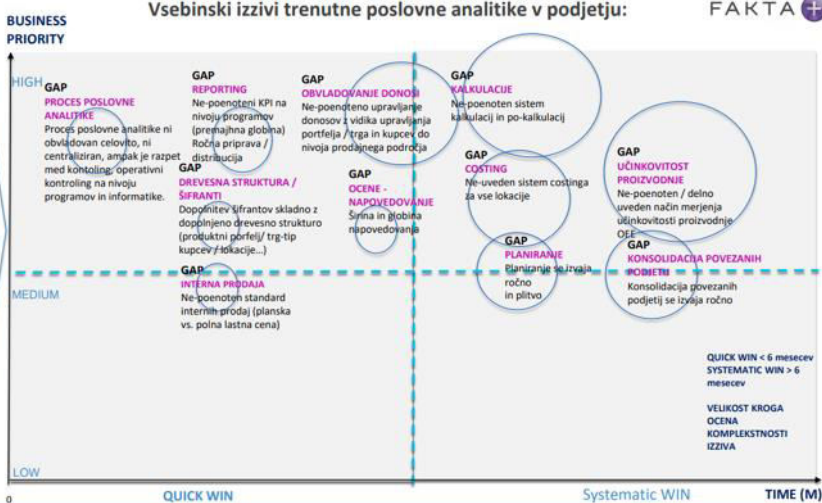 Vsebinski izzivi trenutne poslovne analitike v podjetju:
FAKTA
BUSINESS
PRIORITY
HIGH
GAP
PROCES POSLOVNE
ANALITIKE
Proces poslovne analitike ni
obvladovan celovito, ni
centraliziran, ampak je razpet
med kontoling, operativni
kontroling na nivoju
programov in informatike.
GAP
REPORTING
Ne-poenoteni KPI na
nivoju programov
(premajhna globina)
Ročna priprava /
distribucija
GAP
OBVLADOVANJE DONOSI
Ne-poenoteno upravljanje
donosov z vidika upravljanja
portfelja / trga in kupcev do
nivoja prodajnega področja
GAP
KALKULACIJE
Ne-poenoten sistem
kalkulacij in po-kalkulacij
GAP
DREVESNA STRUKTURA /
ŠIFRANTI
Dopolnitev šifrantov skladno z
dopolnjeno drevesno strukturo
(produktni porfelj/ trg-tip
kupcev / lokacije...)
GAP
OCENE -
NAPOVEDOVANJE
Širina in globina
napovedovanja
GAP
COSTING
Ne-uveden sistem costinga
za vse lokacije
GAP
UČINKOVITOST
PROIZVODNJE
Ne-poenoten / delno
uveden način merjenja
učinkovitosti proizvodnje
OEE
GAP
INTERNA PRODAJA
Ne-poenoten standard
internih prodaj (planska
vs. polna lastna cena)
GAP
PLANIRANJE
Planiranje se izvaja
ročno
in plitvo
GAP
KONSOLIDACIJA POVEZANIH
PODJETIJ
Konsolidacija povezanih
podjetij se izvaja ročno
MEDIUM
QUICK WIN < 6 mesecev
SYSTEMATIC WIN > 6
mesecev
VELIKOST KROGA
OCENA
KOMPLEKSTNOSTI
IZZIVA
LOW
0
QUICK WIN
Systematic WIN
TIME (M)